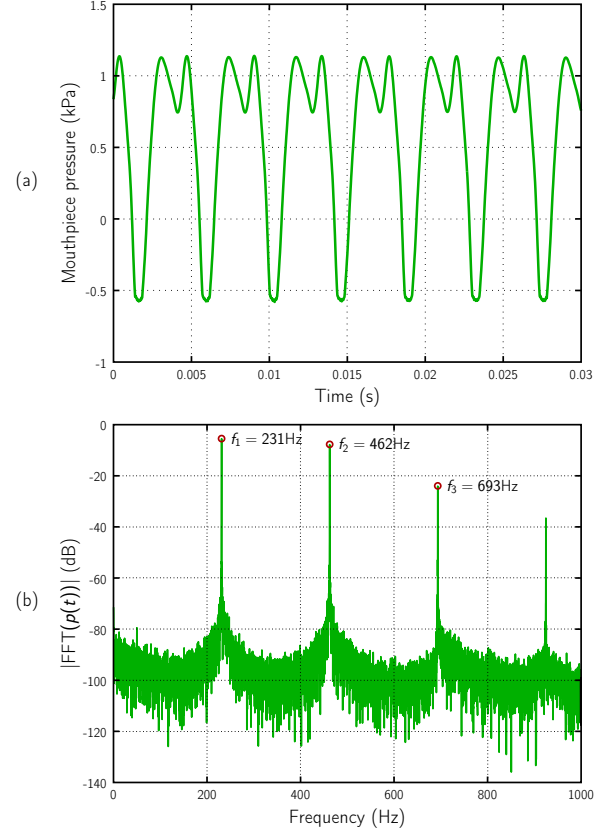 1.5
1
0.5
0
-0.5
-1
Mouthpiece pressure (kPa)
(a)
0 0.005 0.01 0.015 0.02 0.025 0.03
Time (s)
0
-20
-40
-60
-80
-100
-120
-140
|FFT(p(t))| (dB)
(b)
f1 = 231Hz
f2 = 462Hz
f3 = 693Hz
0 200 400 600 800 1000
Frequency (Hz)